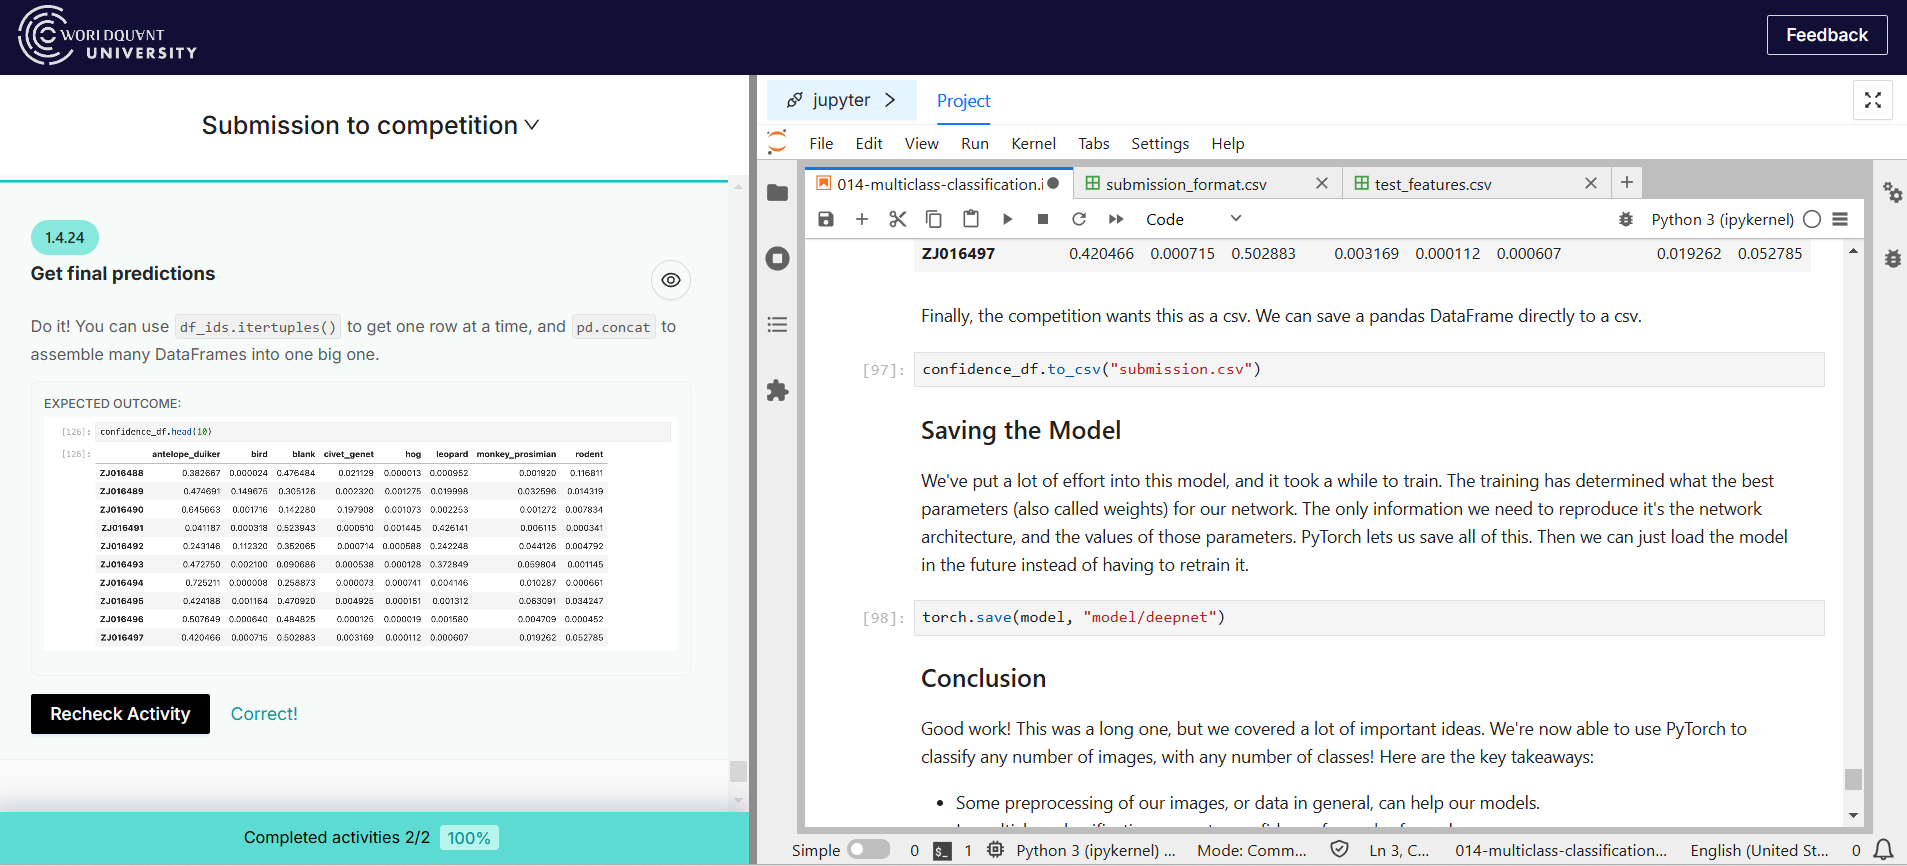 WORLDQUANT
UNIVERSITY
Feedback
Submission to competition
1.4.24
Get final predictions
Do it! You can use df_ids.itertuples() to get one row at a time, and pd.concat to
assemble many DataFrames into one big one.
EXPECTED OUTCOME:
[126]: confidence_df.head(10)
[126]: antelope_duiker bird blank civet_genet hog leopard monkey_prosimian rodent
ZJ016488 0.382667 0.000024 0.476484 0.021129 0.000013 0.000952 0.001920 0.116811
ZJ016489 0.474691 0.149675 0.305126 0.002320 0.001275 0.019998 0.032596 0.014319
ZJ016490 0.645663 0.001716 0.142280 0.197908 0.001073 0.002253 0.001272 0.007834
ZJ016491 0.041187 0.000318 0.523943 0.000510 0.001445 0.426141 0.006115 0.000341
ZJ016492 0.243146 0.112320 0.352065 0.000714 0.000588 0.242248 0.044126 0.004792
ZJ016493 0.472750 0.002100 0.090686 0.000538 0.000128 0.372849 0.059804 0.001145
ZJ016494 0.725211 0.000008 0.258873 0.000073 0.000741 0.004146 0.010287 0.000661
ZJ016495 0.424188 0.001164 0.470920 0.004925 0.000151 0.001312 0.063091 0.034247
ZJ016496 0.507649 0.000640 0.484825 0.000126 0.000019 0.001580 0.004709 0.000452
ZJ016497 0.420466 0.000715 0.502883 0.003169 0.000112 0.000607 0.019262 0.052785
Recheck Activity Correct!
Completed activities 2/2 100%
jupyter Project
File Edit View Run Kernel Tabs Settings Help
014-multiclass-classification.i submission_format.csv test_features.csv
Code Python 3 (ipykernel)
ZJ016497 0.420466 0.000715 0.502883 0.003169 0.000112 0.000607 0.019262 0.052785
Finally, the competition wants this as a csv. We can save a pandas DataFrame directly to a csv.
[97]: confidence_df.to_csv("submission.csv")
Saving the Model
We've put a lot of effort into this model, and it took a while to train. The training has determined what the best
parameters (also called weights) for our network. The only information we need to reproduce it's the network
architecture, and the values of those parameters. PyTorch lets us save all of this. Then we can just load the model
in the future instead of having to retrain it.
[98]: torch.save(model, "model/deepnet")
Conclusion
Good work! This was a long one, but we covered a lot of important ideas. We're now able to use PyTorch to
classify any number of images, with any number of classes! Here are the key takeaways:
• Some preprocessing of our images, or data in general, can help our models.
Simple 0 $_ 1 Python 3 (ipykernel) ... Mode: Comm... Ln 3, C... 014-multiclass-classification... English (United St... 0